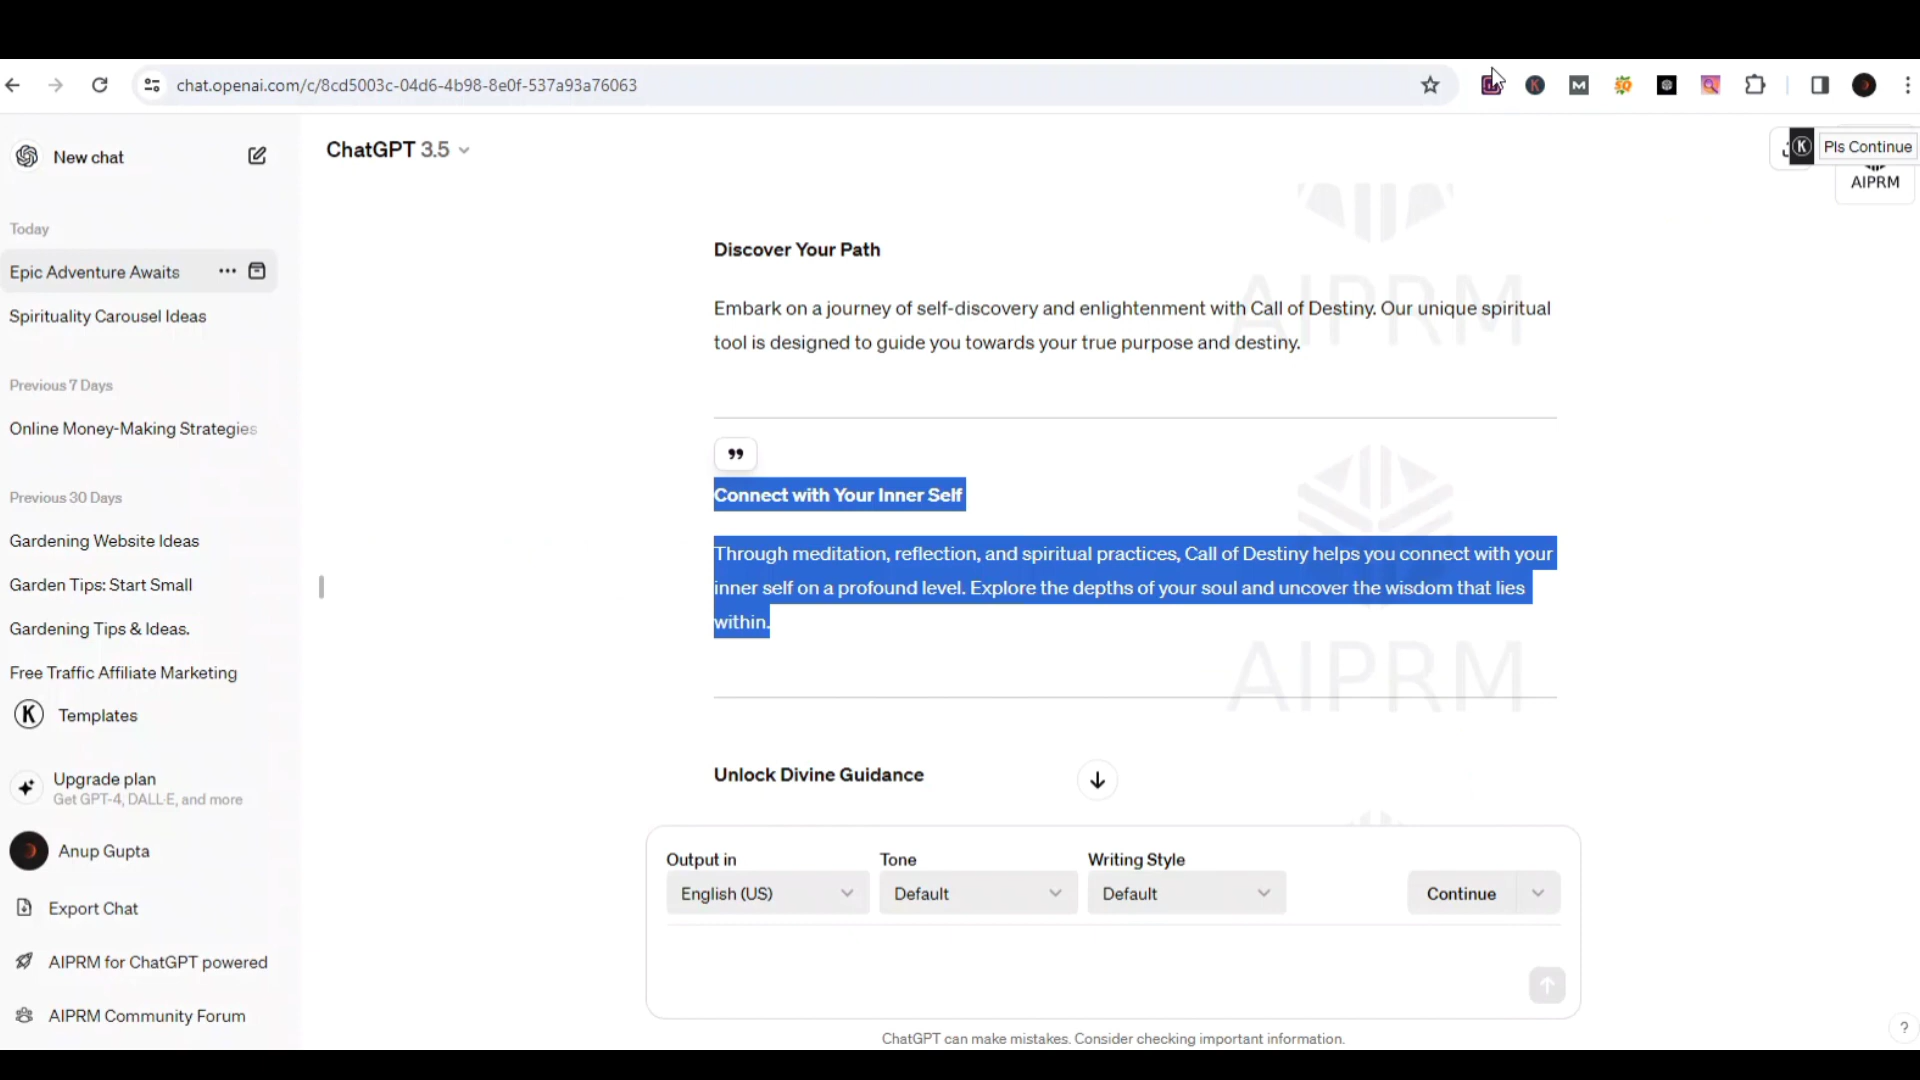 chat.openai.com/c/8cd5003c-04d6-4b98-8e0f-537a93a76063
New chat
ChatGPT 3.5
K
Pls Continue
AIPRM
Today
Epic Adventure Awaits
Spirituality Carousel Ideas
Previous 7 Days
Online Money-Making Strategies
Previous 30 Days
Gardening Website Ideas
Garden Tips: Start Small
Gardening Tips & Ideas.
Free Traffic Affiliate Marketing
K Templates
Upgrade plan
Get GPT-4, DALL·E, and more
Anup Gupta
Export Chat
AIPRM for ChatGPT powered
AIPRM Community Forum
Discover Your Path
Embark on a journey of self-discovery and enlightenment with Call of Destiny. Our unique spiritual
tool is designed to guide you towards your true purpose and destiny.
AIPRM
Connect with Your Inner Self
Through meditation, reflection, and spiritual practices, Call of Destiny helps you connect with your
inner self on a profound level. Explore the depths of your soul and uncover the wisdom that lies
within.
AIPRM
Unlock Divine Guidance
Output in
Tone
Writing Style
English (US)
Default
Default
Continue
ChatGPT can make mistakes. Consider checking important information.
?